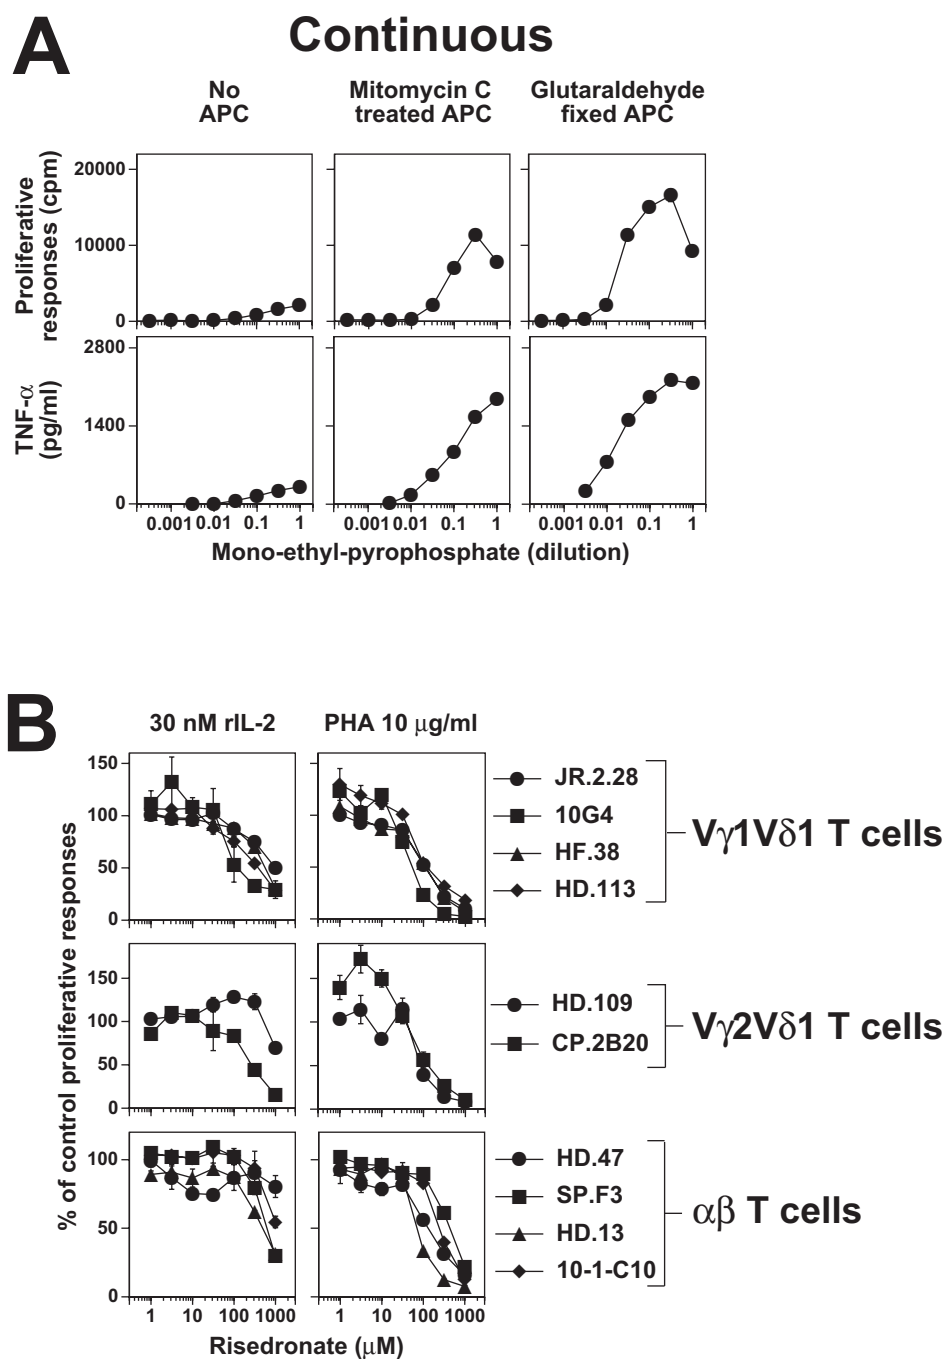 A
Continuous
No
APC
Mitomycin C
treated APC
Glutaraldehyde
fixed APC
Proliferative
responses (cpm)
20000
10000
0
TNF-α
(pg/ml)
2800
1400
0
0.001 0.01 0.1 1
0.001 0.01 0.1 1
0.001 0.01 0.1 1
Mono-ethyl-pyrophosphate (dilution)
B
30 nM rIL-2
PHA 10 μg/ml
% of control proliferative responses
150
100
50
0
JR.2.28
10G4
HF.38
HD.113
Vγ1Vδ1 T cells
150
100
50
0
HD.109
CP.2B20
Vγ2Vδ1 T cells
100
50
0
HD.47
SP.F3
HD.13
10-1-C10
αβ T cells
1 10 100 1000
1 10 100 1000
Risedronate (μM)